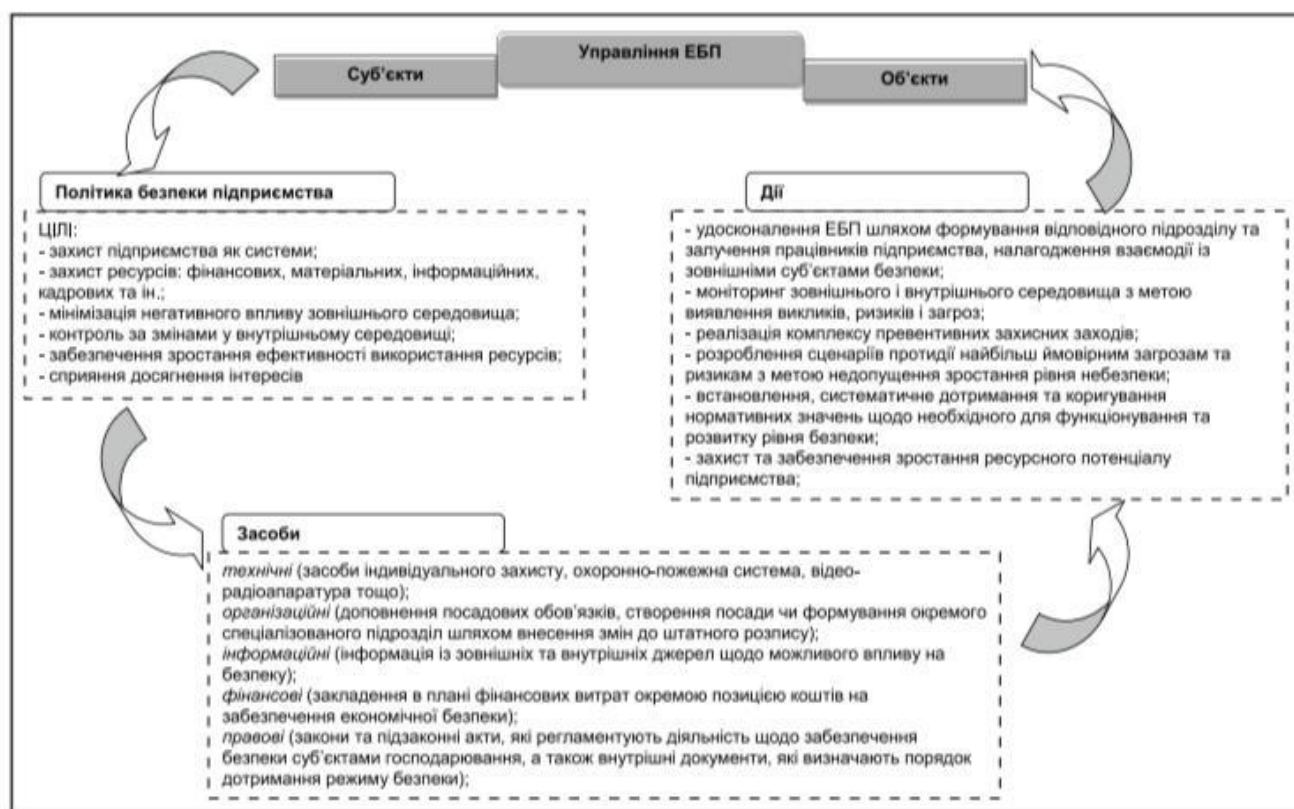 Управління ЕБП
Суб’єкти
Об’єкти
Політика безпеки підприємства
ЦІЛІ:
- захист підприємства як системи;
- захист ресурсів: фінансових, матеріальних, інформаційних,
кадрових та ін.;
- мінімізація негативного впливу зовнішнього середовища;
- контроль за змінами у внутрішньому середовищі;
- забезпечення зростання ефективності використання ресурсів;
- сприяння досягнення інтересів
Дії
- удосконалення ЕБП шляхом формування відповідного підрозділу та
залучення працівників підприємства, налагодження взаємодії із
зовнішніми суб’єктами безпеки;
- моніторинг зовнішнього і внутрішнього середовища з метою
виявлення викликів, ризиків і загроз;
- реалізація комплексу превентивних захисних заходів;
- розроблення сценаріїв протидії найбільш ймовірним загрозам та
ризикам з метою недопущення зростання рівня небезпеки;
- встановлення, систематичне дотримання та коригування
нормативних значень щодо необхідного для функціонування та
розвитку рівня безпеки;
- захист та забезпечення зростання ресурсного потенціалу
підприємства;
Засоби
технічні (засоби індивідуального захисту, охоронно-пожежна система, відео-
радіоапаратура тощо);
організаційні (доповнення посадових обов’язків, створення посади чи формування окремого
спеціалізованого підрозділ шляхом внесення змін до штатного розпису);
інформаційні (інформація із зовнішніх та внутрішніх джерел щодо можливого впливу на
безпеку);
фінансові (закладення в плані фінансових витрат окремою позицією коштів на
забезпечення економічної безпеки);
правові (закони та підзаконні акти, які регламентують діяльність щодо забезпечення
безпеки суб’єктами господарювання, а також внутрішні документи, які визначають порядок
дотримання режиму безпеки);